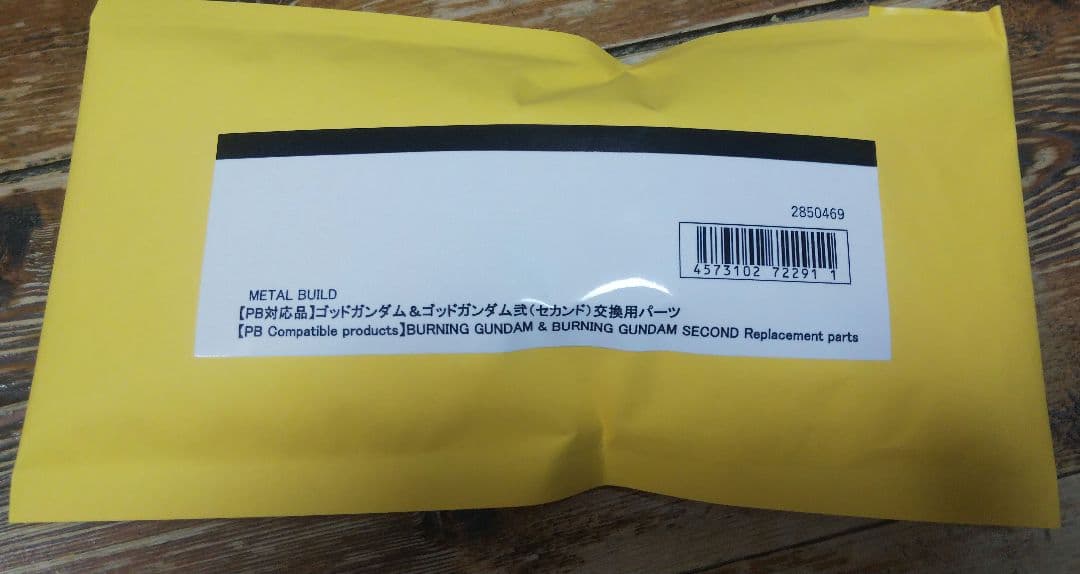 2850469
4573102 72291 1
METAL BUILD
【PB対応品】ゴッドガンダム&ゴッドガンダム弐(セカンド)交換用パーツ
【PB Compatible products】BURNING GUNDAM & BURNING GUNDAM SECOND Replacement parts